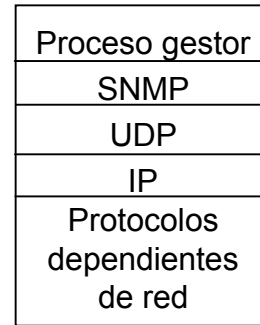 Proceso gestor
SNMP
UDP
IP
Protocolos
dependientes
de red